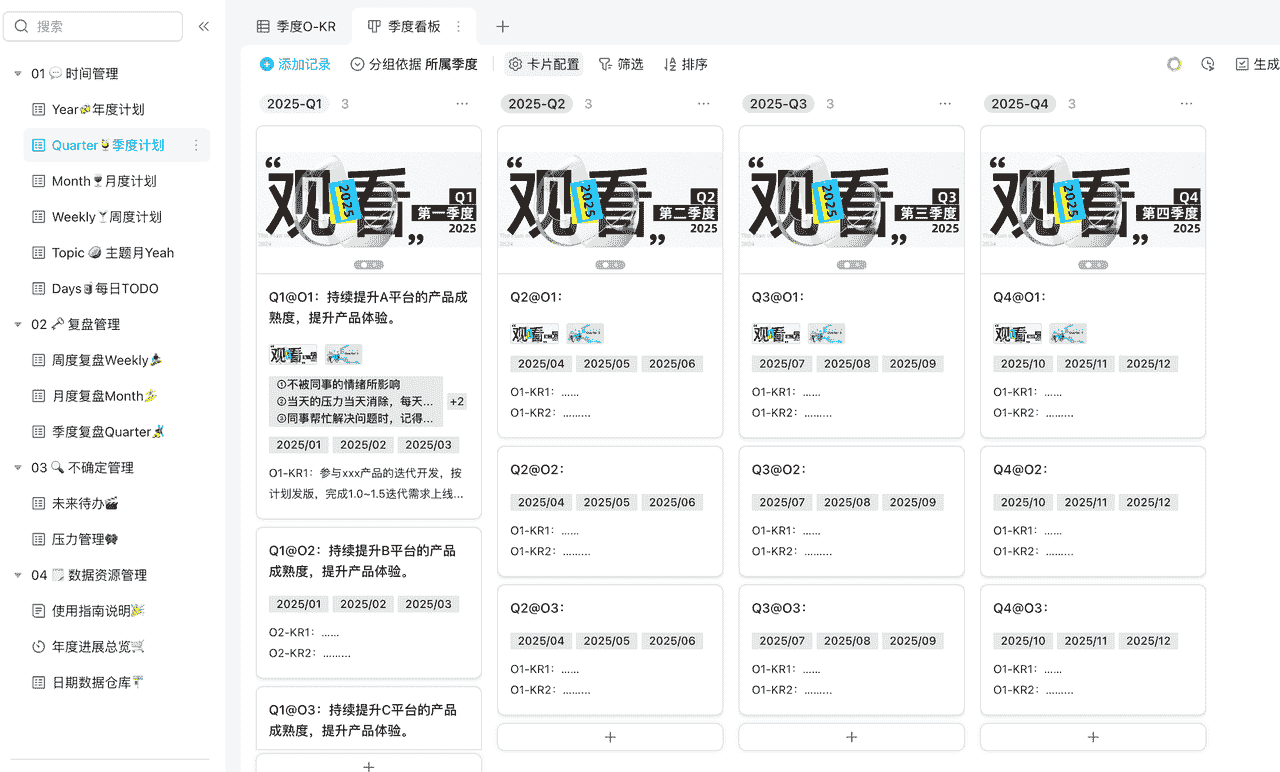 搜索
01 💬 时间管理
Year🎺年度计划
Quarter🍹季度计划
Month🍷月度计划
Weekly🍸周度计划
Topic 🥥 主题月Yeah
Days🧋每日TODO
02 🗝 复盘管理
周度复盘Weekly
月度复盘Month
季度复盘Quarter
03 🔍 不确定管理
未来待办🎬
压力管理
04 🗒 数据资源管理
使用指南说明🎉
年度进展总览🛒
日期数据仓库
季度O-KR
季度看板
添加记录
分组依据 所属季度
卡片配置
筛选
排序
生成
2025-Q1 3
“观看”
2025
Q1
第一季度
2025
Q1@O1：持续提升A平台的产品成
熟度，提升产品体验。
观看
①不被同事的情绪所影响
②当天的压力当天消除，每天...
③同事帮忙解决问题时，记得...
+2
2025/01 2025/02 2025/03
O1-KR1：参与xxx产品的迭代开发，按
计划发版，完成1.0~1.5迭代需求上线...
Q1@O2：持续提升B平台的产品
成熟度，提升产品体验。
2025/01 2025/02 2025/03
O2-KR1：......
O2-KR2：.........
Q1@O3：持续提升C平台的产品
成熟度，提升产品体验。
2025-Q2 3
“观看”
2025
Q2
第二季度
2025
Q2@O1：
观看
2025/04 2025/05 2025/06
O1-KR1：......
O1-KR2：.........
Q2@O2：
2025/04 2025/05 2025/06
O1-KR1：......
O1-KR2：.........
Q2@O3：
2025/04 2025/05 2025/06
O1-KR1：......
O1-KR2：.........
2025-Q3 3
“观看”
2025
Q3
第三季度
2025
Q3@O1：
观看
2025/07 2025/08 2025/09
O1-KR1：......
O1-KR2：.........
Q3@O2：
2025/07 2025/08 2025/09
O1-KR1：......
O1-KR2：.........
Q3@O3：
2025/07 2025/08 2025/09
O1-KR1：......
O1-KR2：.........
2025-Q4 3
“观看”
2025
Q4
第四季度
2025
Q4@O1：
观看
2025/10 2025/11 2025/12
O1-KR1：......
O1-KR2：.........
Q4@O2：
2025/10 2025/11 2025/12
O1-KR1：......
O1-KR2：.........
Q4@O3：
2025/10 2025/11 2025/12
O1-KR1：......
O1-KR2：.........